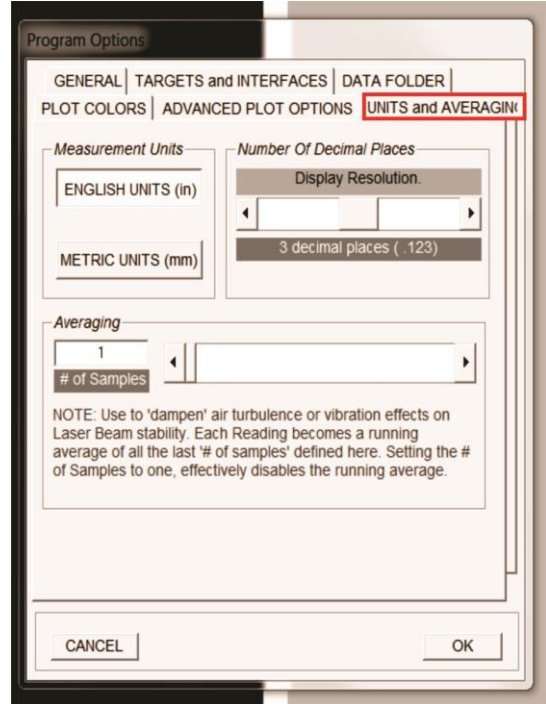 Program Options
GENERAL TARGETS and INTERFACES DATA FOLDER
PLOT COLORS ADVANCED PLOT OPTIONS UNITS and AVERAGIN
Measurement Units Number Of Decimal Places
ENGLISH UNITS (in) Display Resolution.
METRIC UNITS (mm) 3 decimal places ( .123)
Averaging
1
# of Samples
NOTE: Use to 'dampen' air turbulence or vibration effects on
Laser Beam stability. Each Reading becomes a running
average of all the last '# of samples' defined here. Setting the #
of Samples to one, effectively disables the running average.
CANCEL OK